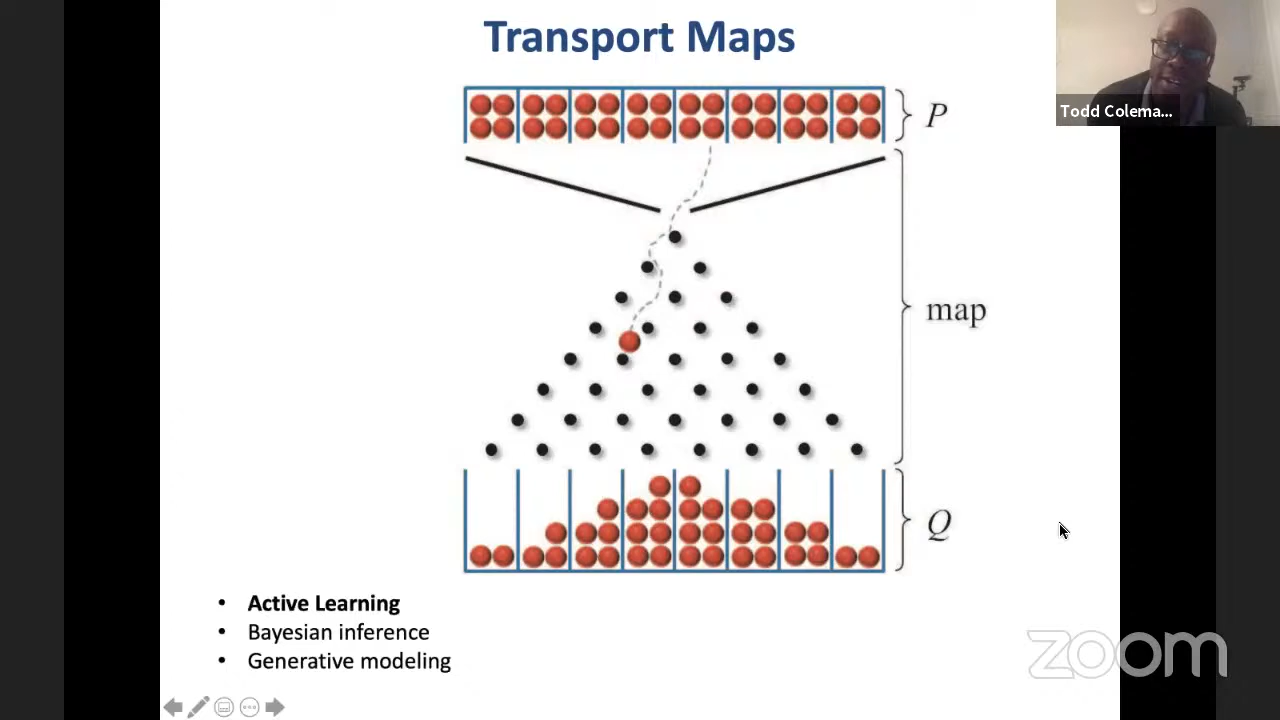 Transport Maps
Todd Colema...
P
map
Q
• Active Learning
• Bayesian inference
• Generative modeling
zoom